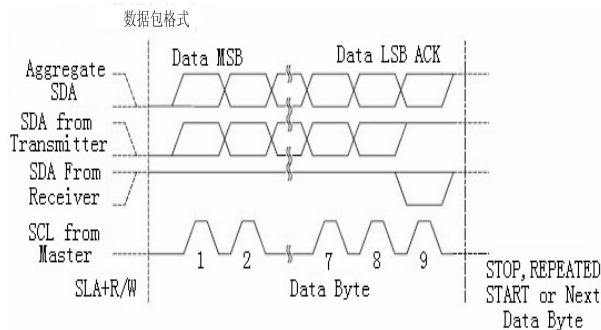 数据包格式
Data MSB
Data LSB ACK
Aggregate
SDA
SDA from
Transmitter
SDA From
Receiver
SCL from
Master
1 2 7 8 9
SLA+R/W
Data Byte
STOP,REPEATED
START or Next
Data Byte